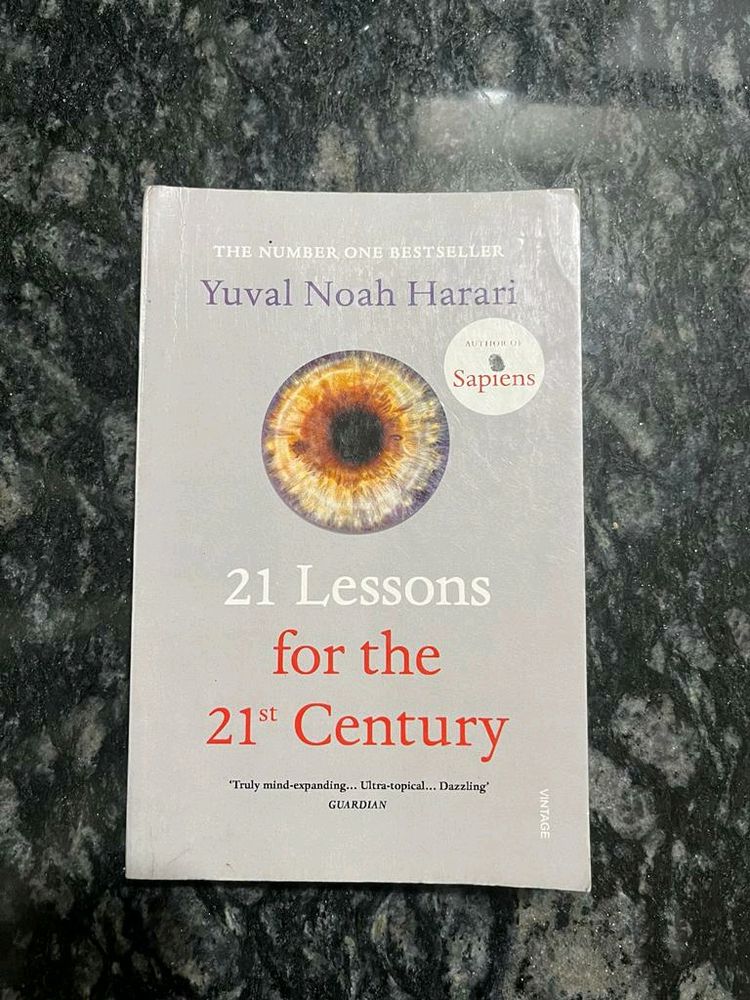 THE NUMBER ONE BESTSELLER
Yuval Noah Harari
AUTHOR OF
Sapiens
21 Lessons
for the
21st Century
‘Truly mind-expanding... Ultra-topical... Dazzling’
GUARDIAN
VINTAGE